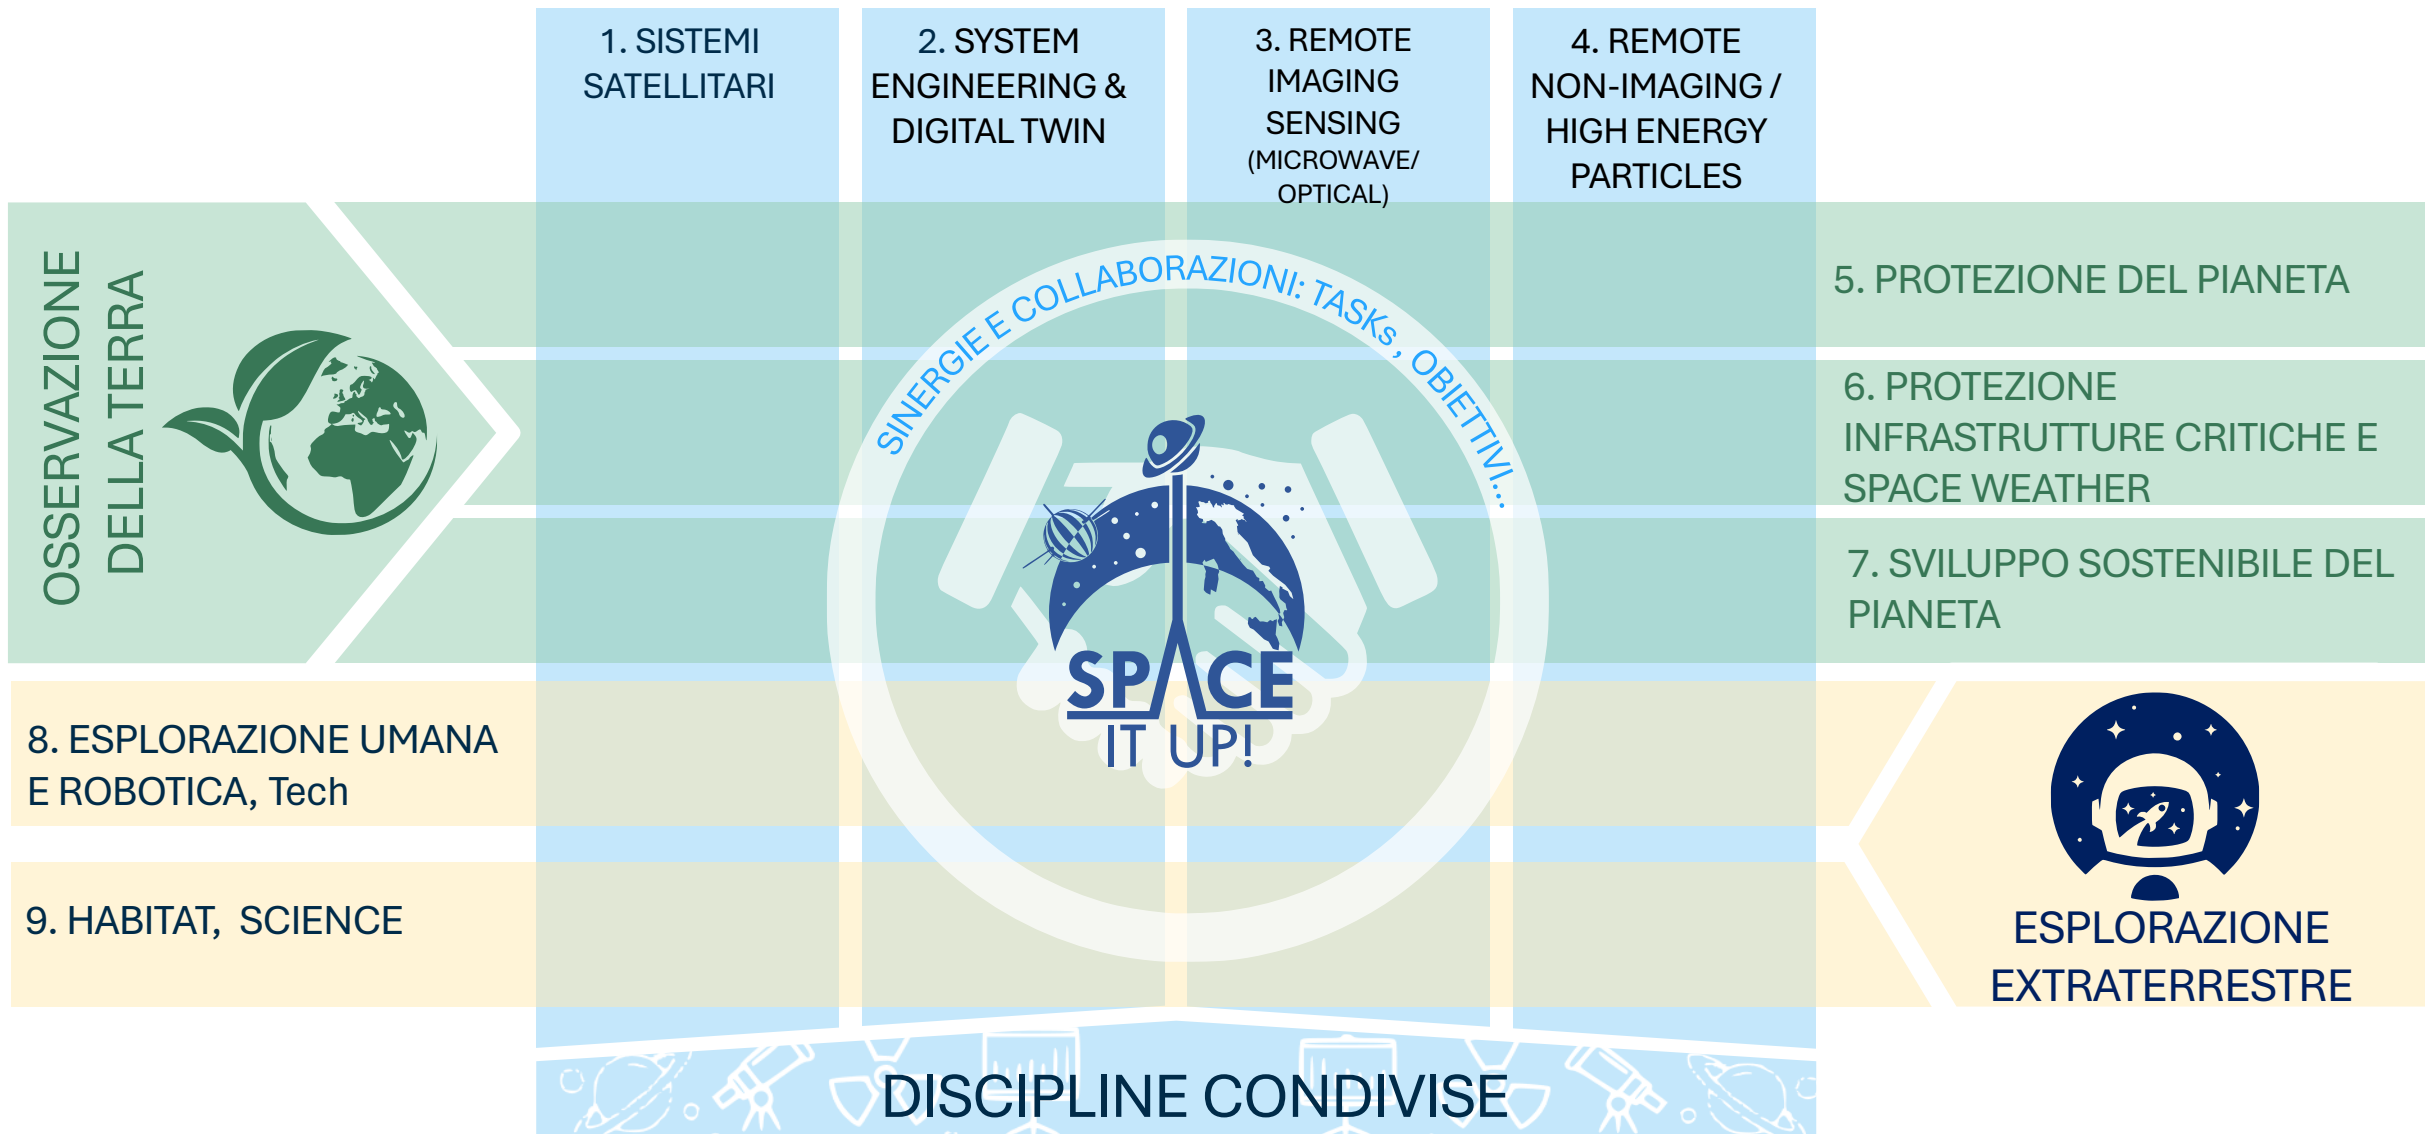 1. SISTEMI
SATELLITARI
2. SYSTEM
ENGINEERING &
DIGITAL TWIN
3. REMOTE
IMAGING
SENSING
(MICROWAVE/
OPTICAL)
4. REMOTE
NON-IMAGING /
HIGH ENERGY
PARTICLES
OSSERVAZIONE
DELLA TERRA
SINERGIE E COLLABORAZIONI: TASKs, OBIETTIVI...
5. PROTEZIONE DEL PIANETA
6. PROTEZIONE
INFRASTRUTTURE CRITICHE E
SPACE WEATHER
7. SVILUPPO SOSTENIBILE DEL
PIANETA
SPACE
IT UP!
8. ESPLORAZIONE UMANA
E ROBOTICA, Tech
9. HABITAT, SCIENCE
ESPLORAZIONE
EXTRATERRESTRE
DISCIPLINE CONDIVISE